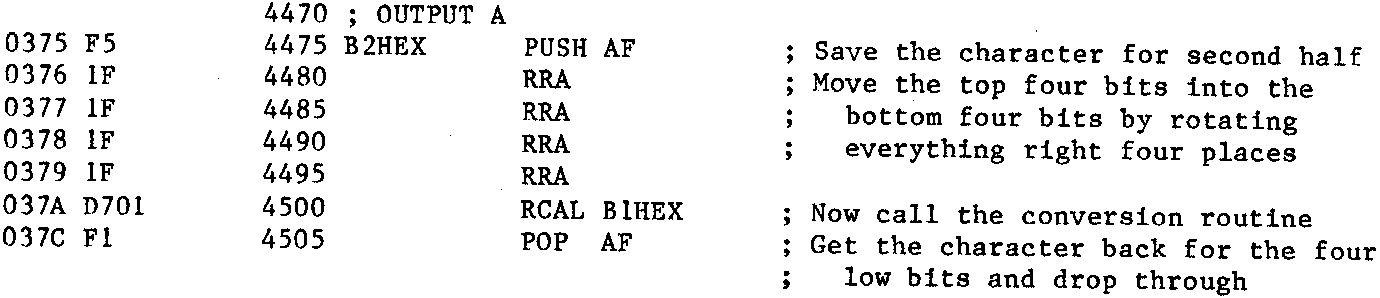 4470 ; OUTPUT A
0375 F5 4475 B2HEX PUSH AF ; Save the character for second half
0376 1F 4480 RRA ; Move the top four bits into the
0377 1F 4485 RRA ; bottom four bits by rotating
0378 1F 4490 RRA ; everything right four places
0379 1F 4495 RRA
037A D701 4500 RCAL B1HEX ; Now call the conversion routine
037C F1 4505 POP AF ; Get the character back for the four
; low bits and drop through